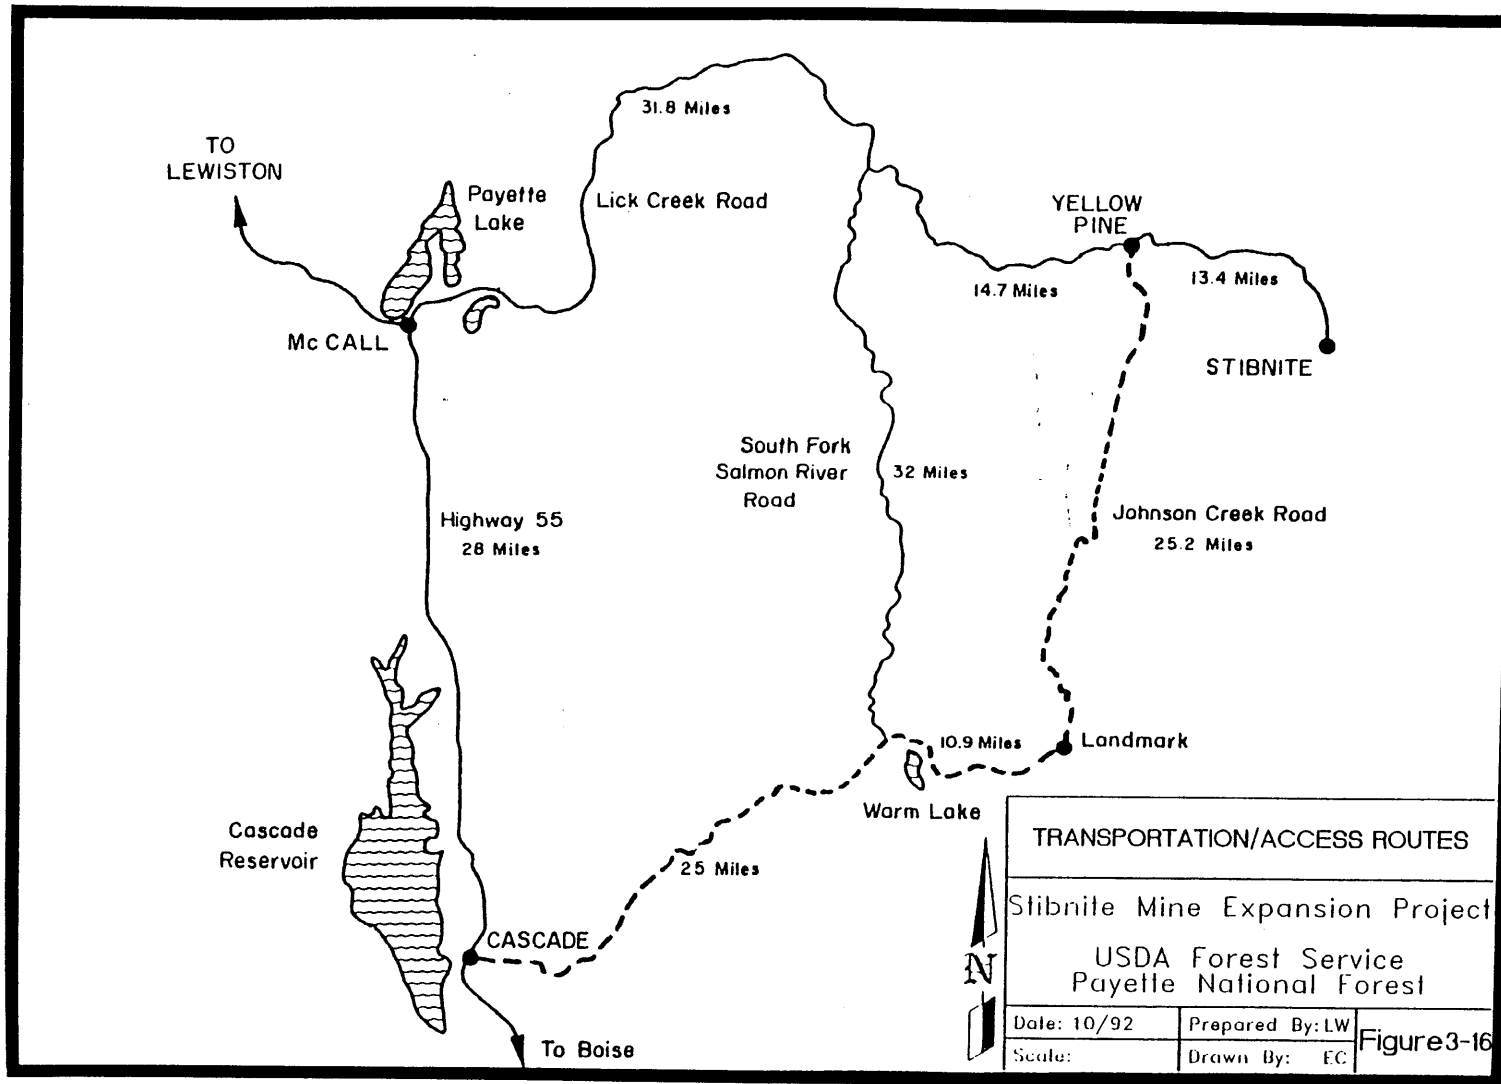 31.8 Miles
TO
LEWISTON
Payette
Lake
Lick Creek Road
YELLOW
PINE
14.7 Miles
13.4 Miles
Mc CALL
STIBNITE
South Fork
Salmon River
Road
32 Miles
Highway 55
28 Miles
Johnson Creek Road
25.2 Miles
10.9 Miles
Landmark
Warm Lake
Cascade
Reservoir
25 Miles
CASCADE
To Boise
N
TRANSPORTATION/ACCESS ROUTES
Stibnite Mine Expansion Project
USDA Forest Service
Payette National Forest
Date: 10/92
Prepared By: LW
Figure 3-16
Scale:
Drawn By: EC